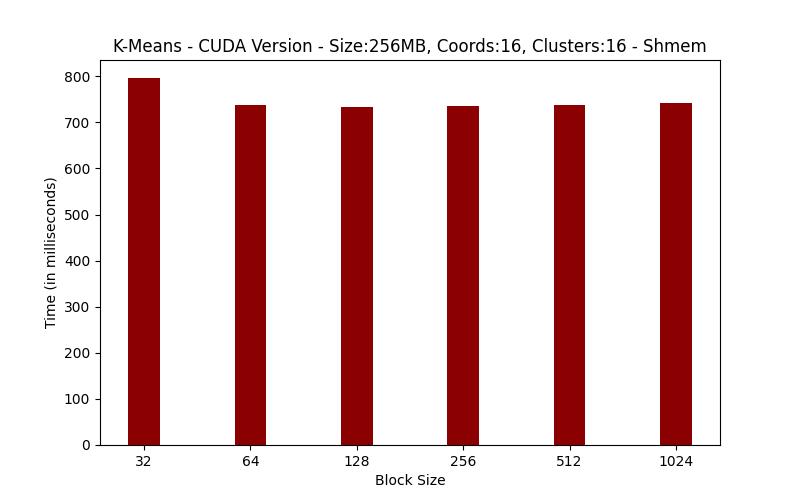 K-Means - CUDA Version - Size:256MB, Coords:16, Clusters:16 - Shmem
Time (in milliseconds)
800
700
600
500
400
300
200
100
0
32 64 128 256 512 1024
Block Size